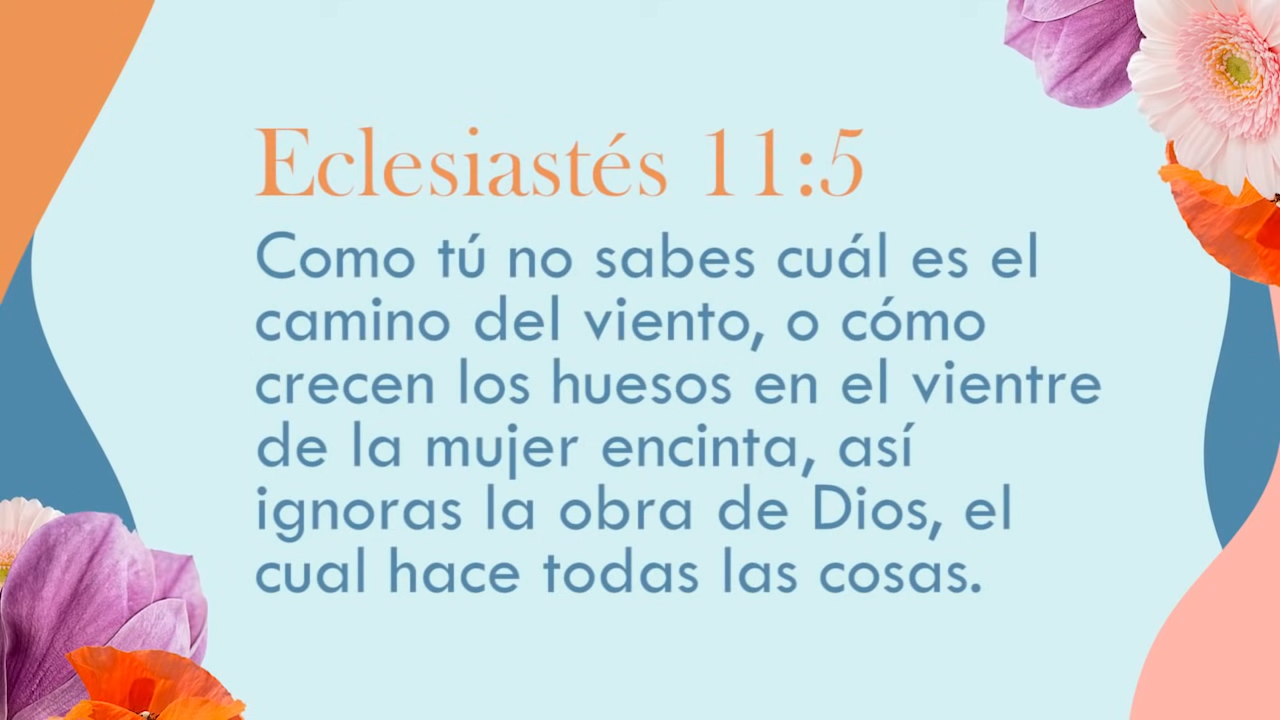 Eclesiastés 11:5
Como tú no sabes cuál es el
camino del viento, o cómo
crecen los huesos en el vientre
de la mujer encinta, así
ignoras la obra de Dios, el
cual hace todas las cosas.